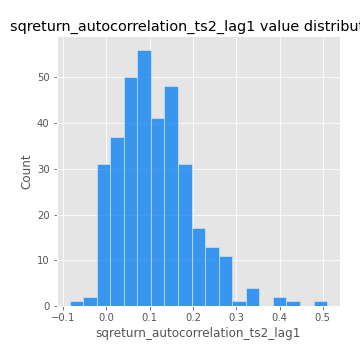 sqreturn_autocorrelation_ts2_lag1 value distribut
50
40
30
20
10
0
Count
−0.1 0.0 0.1 0.2 0.3 0.4 0.5
sqreturn_autocorrelation_ts2_lag1